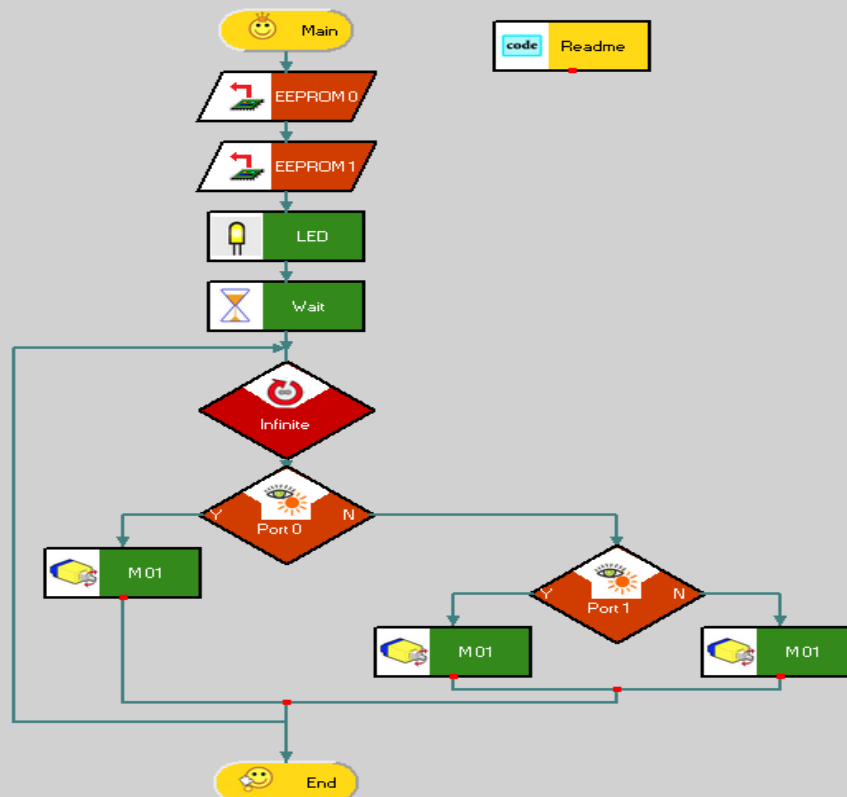 Main
code
Readme
EEPROM 0
EEPROM 1
LED
Wait
Infinite
Y
N
Port 0
M 01
Y
N
Port 1
M 01
M 01
End